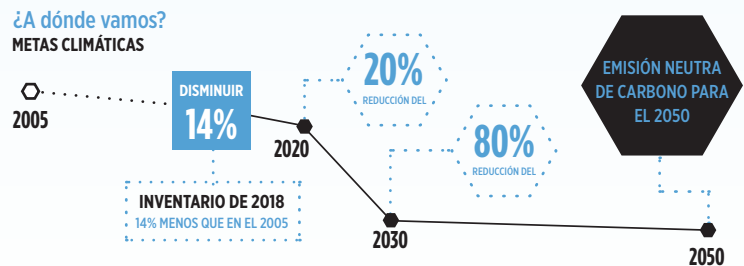 ¿A dónde vamos?
METAS CLIMÁTICAS
2005
DISMINUIR
14%
INVENTARIO DE 2018
14% MENOS QUE EN EL 2005
2020
20%
REDUCCIÓN DEL
80%
REDUCCIÓN DEL
2030
EMISIÓN NEUTRA
DE CARBONO PARA
EL 2050
2050